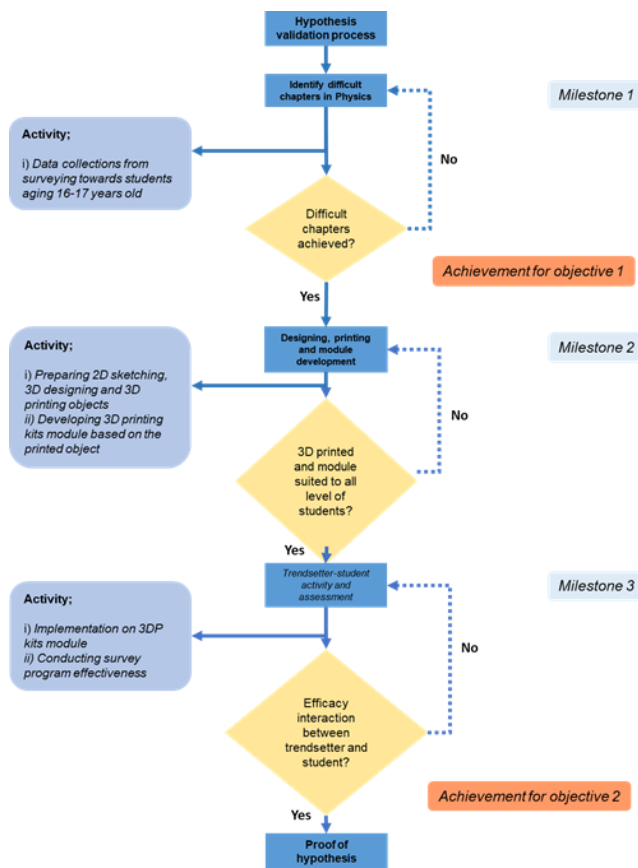 Hypothesis
validation process
Identify difficult
chapters in Physics
Milestone 1
Activity;
i) Data collections from
surveying towards students
aging 16-17 years old
No
Difficult
chapters
achieved?
Achievement for objective 1
Yes
Designing, printing
and module
development
Milestone 2
Activity;
i) Preparing 2D sketching,
3D designing and 3D
printing objects
ii) Developing 3D printing
kits module based on the
printed object
No
3D printed
and module
suited to all
level of
students?
Yes
Trendsetter-student
activity and
assessment
Milestone 3
Activity;
i) Implementation on 3DP
kits module
ii) Conducting survey
program effectiveness
No
Efficacy
interaction
between
trendsetter and
student?
Achievement for objective 2
Yes
Proof of
hypothesis